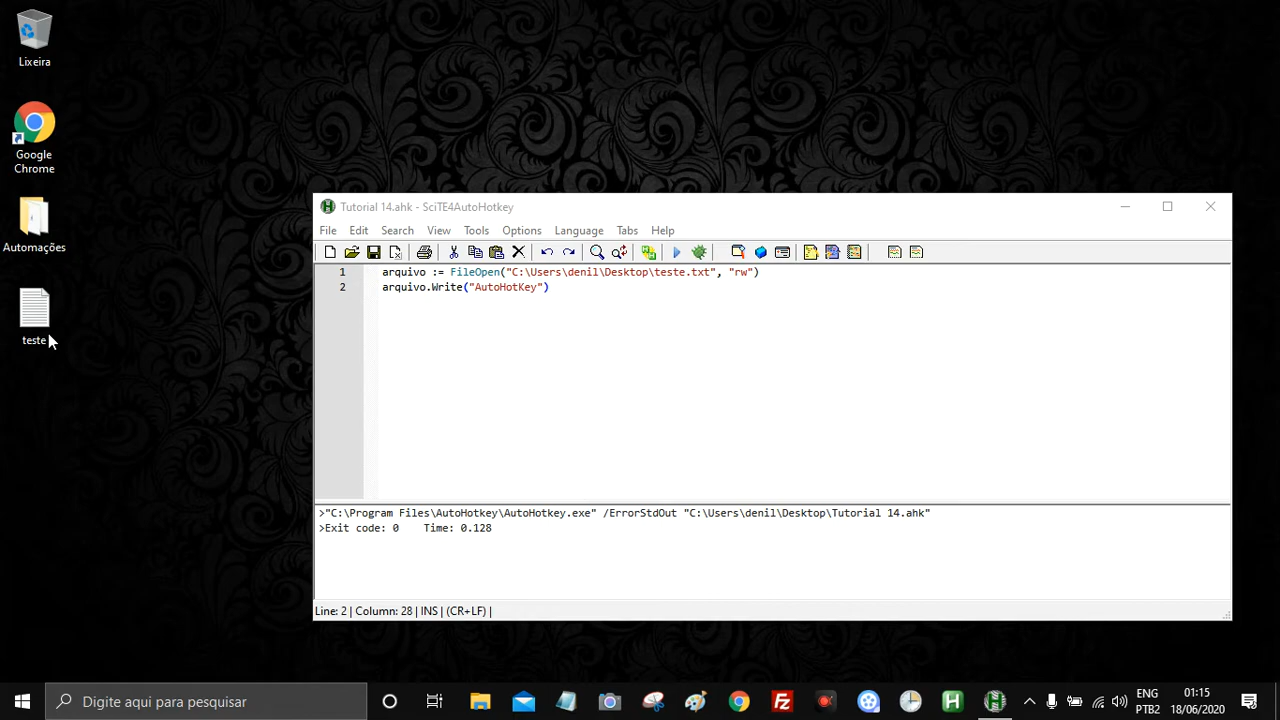 Lixeira
Google
Chrome
Automações
teste
Tutorial 14.ahk - SciTE4AutoHotkey
File Edit Search View Tools Options Language Tabs Help
1 arquivo := FileOpen("C:\Users\denil\Desktop\teste.txt", "rw")
2 arquivo.Write("AutoHotKey")
>"C:\Program Files\AutoHotkey\AutoHotkey.exe" /ErrorStdOut "C:\Users\denil\Desktop\Tutorial 14.ahk"
>Exit code: 0 Time: 0.128
Line: 2 | Column: 28 | INS | (CR+LF) |
Digite aqui para pesquisar
ENG
PTB2
01:15
18/06/2020